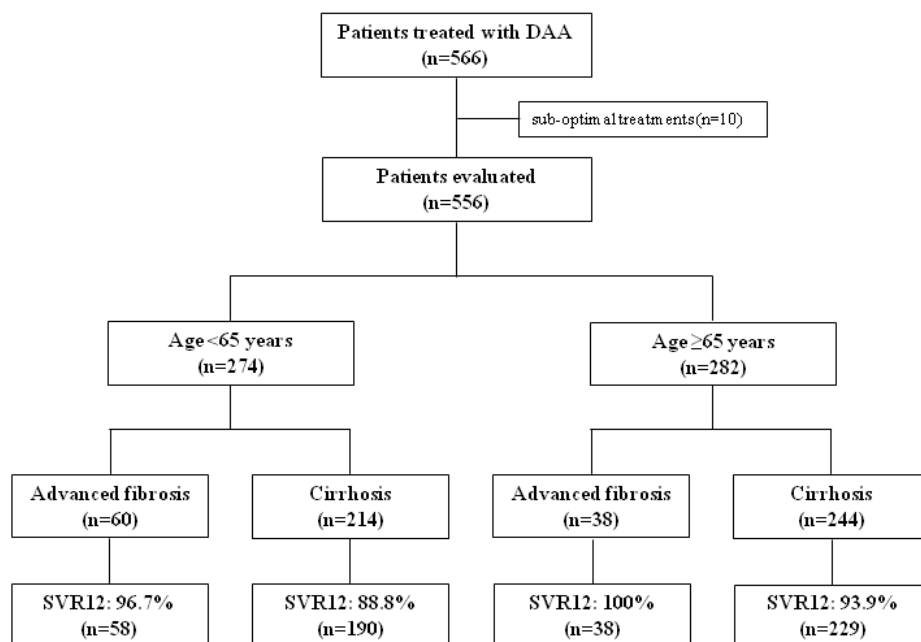 Patients treated with DAA
(n=566)
sub-optimal treatments(n=10)
Patients evaluated
(n=556)
Age <65 years
(n=274)
Age ≥65 years
(n=282)
Advanced fibrosis
(n=60)
Cirrhosis
(n=214)
Advanced fibrosis
(n=38)
Cirrhosis
(n=244)
SVR12: 96.7%
(n=58)
SVR12: 88.8%
(n=190)
SVR12: 100%
(n=38)
SVR12: 93.9%
(n=229)